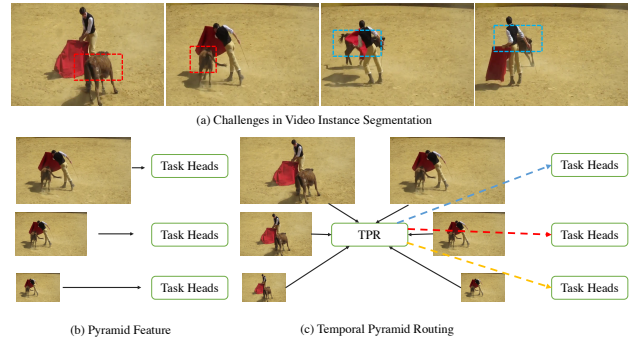 (a) Challenges in Video Instance Segmentation
Task Heads
Task Heads
Task Heads
(b) Pyramid Feature
TPR
Task Heads
Task Heads
Task Heads
(c) Temporal Pyramid Routing